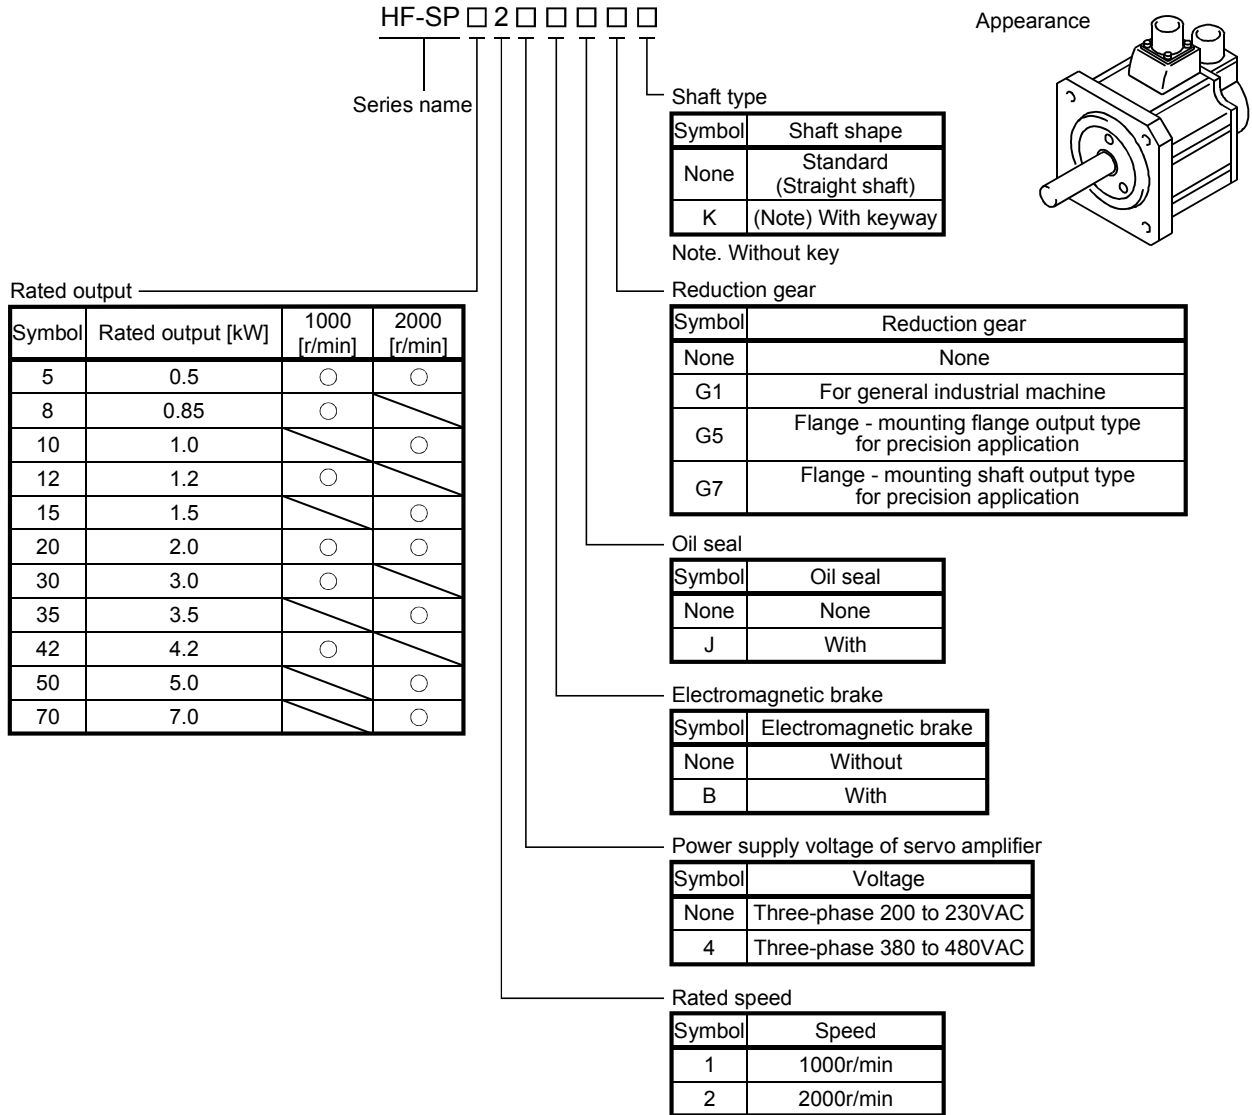 HF-SP□2□□□□□
Appearance
Series name
Shaft type
Symbol Shaft shape
None Standard
(Straight shaft)
K (Note) With keyway
Note. Without key
Rated output
Symbol Rated output [kW] 1000 [r/min] 2000 [r/min]
5 0.5 ○ ○
8 0.85 ○
10 1.0 ○
12 1.2 ○
15 1.5 ○
20 2.0 ○ ○
30 3.0 ○
35 3.5 ○
42 4.2 ○
50 5.0 ○
70 7.0 ○
Reduction gear
Symbol Reduction gear
None None
G1 For general industrial machine
G5 Flange - mounting flange output type
for precision application
G7 Flange - mounting shaft output type
for precision application
Oil seal
Symbol Oil seal
None None
J With
Electromagnetic brake
Symbol Electromagnetic brake
None Without
B With
Power supply voltage of servo amplifier
Symbol Voltage
None Three-phase 200 to 230VAC
4 Three-phase 380 to 480VAC
Rated speed
Symbol Speed
1 1000r/min
2 2000r/min